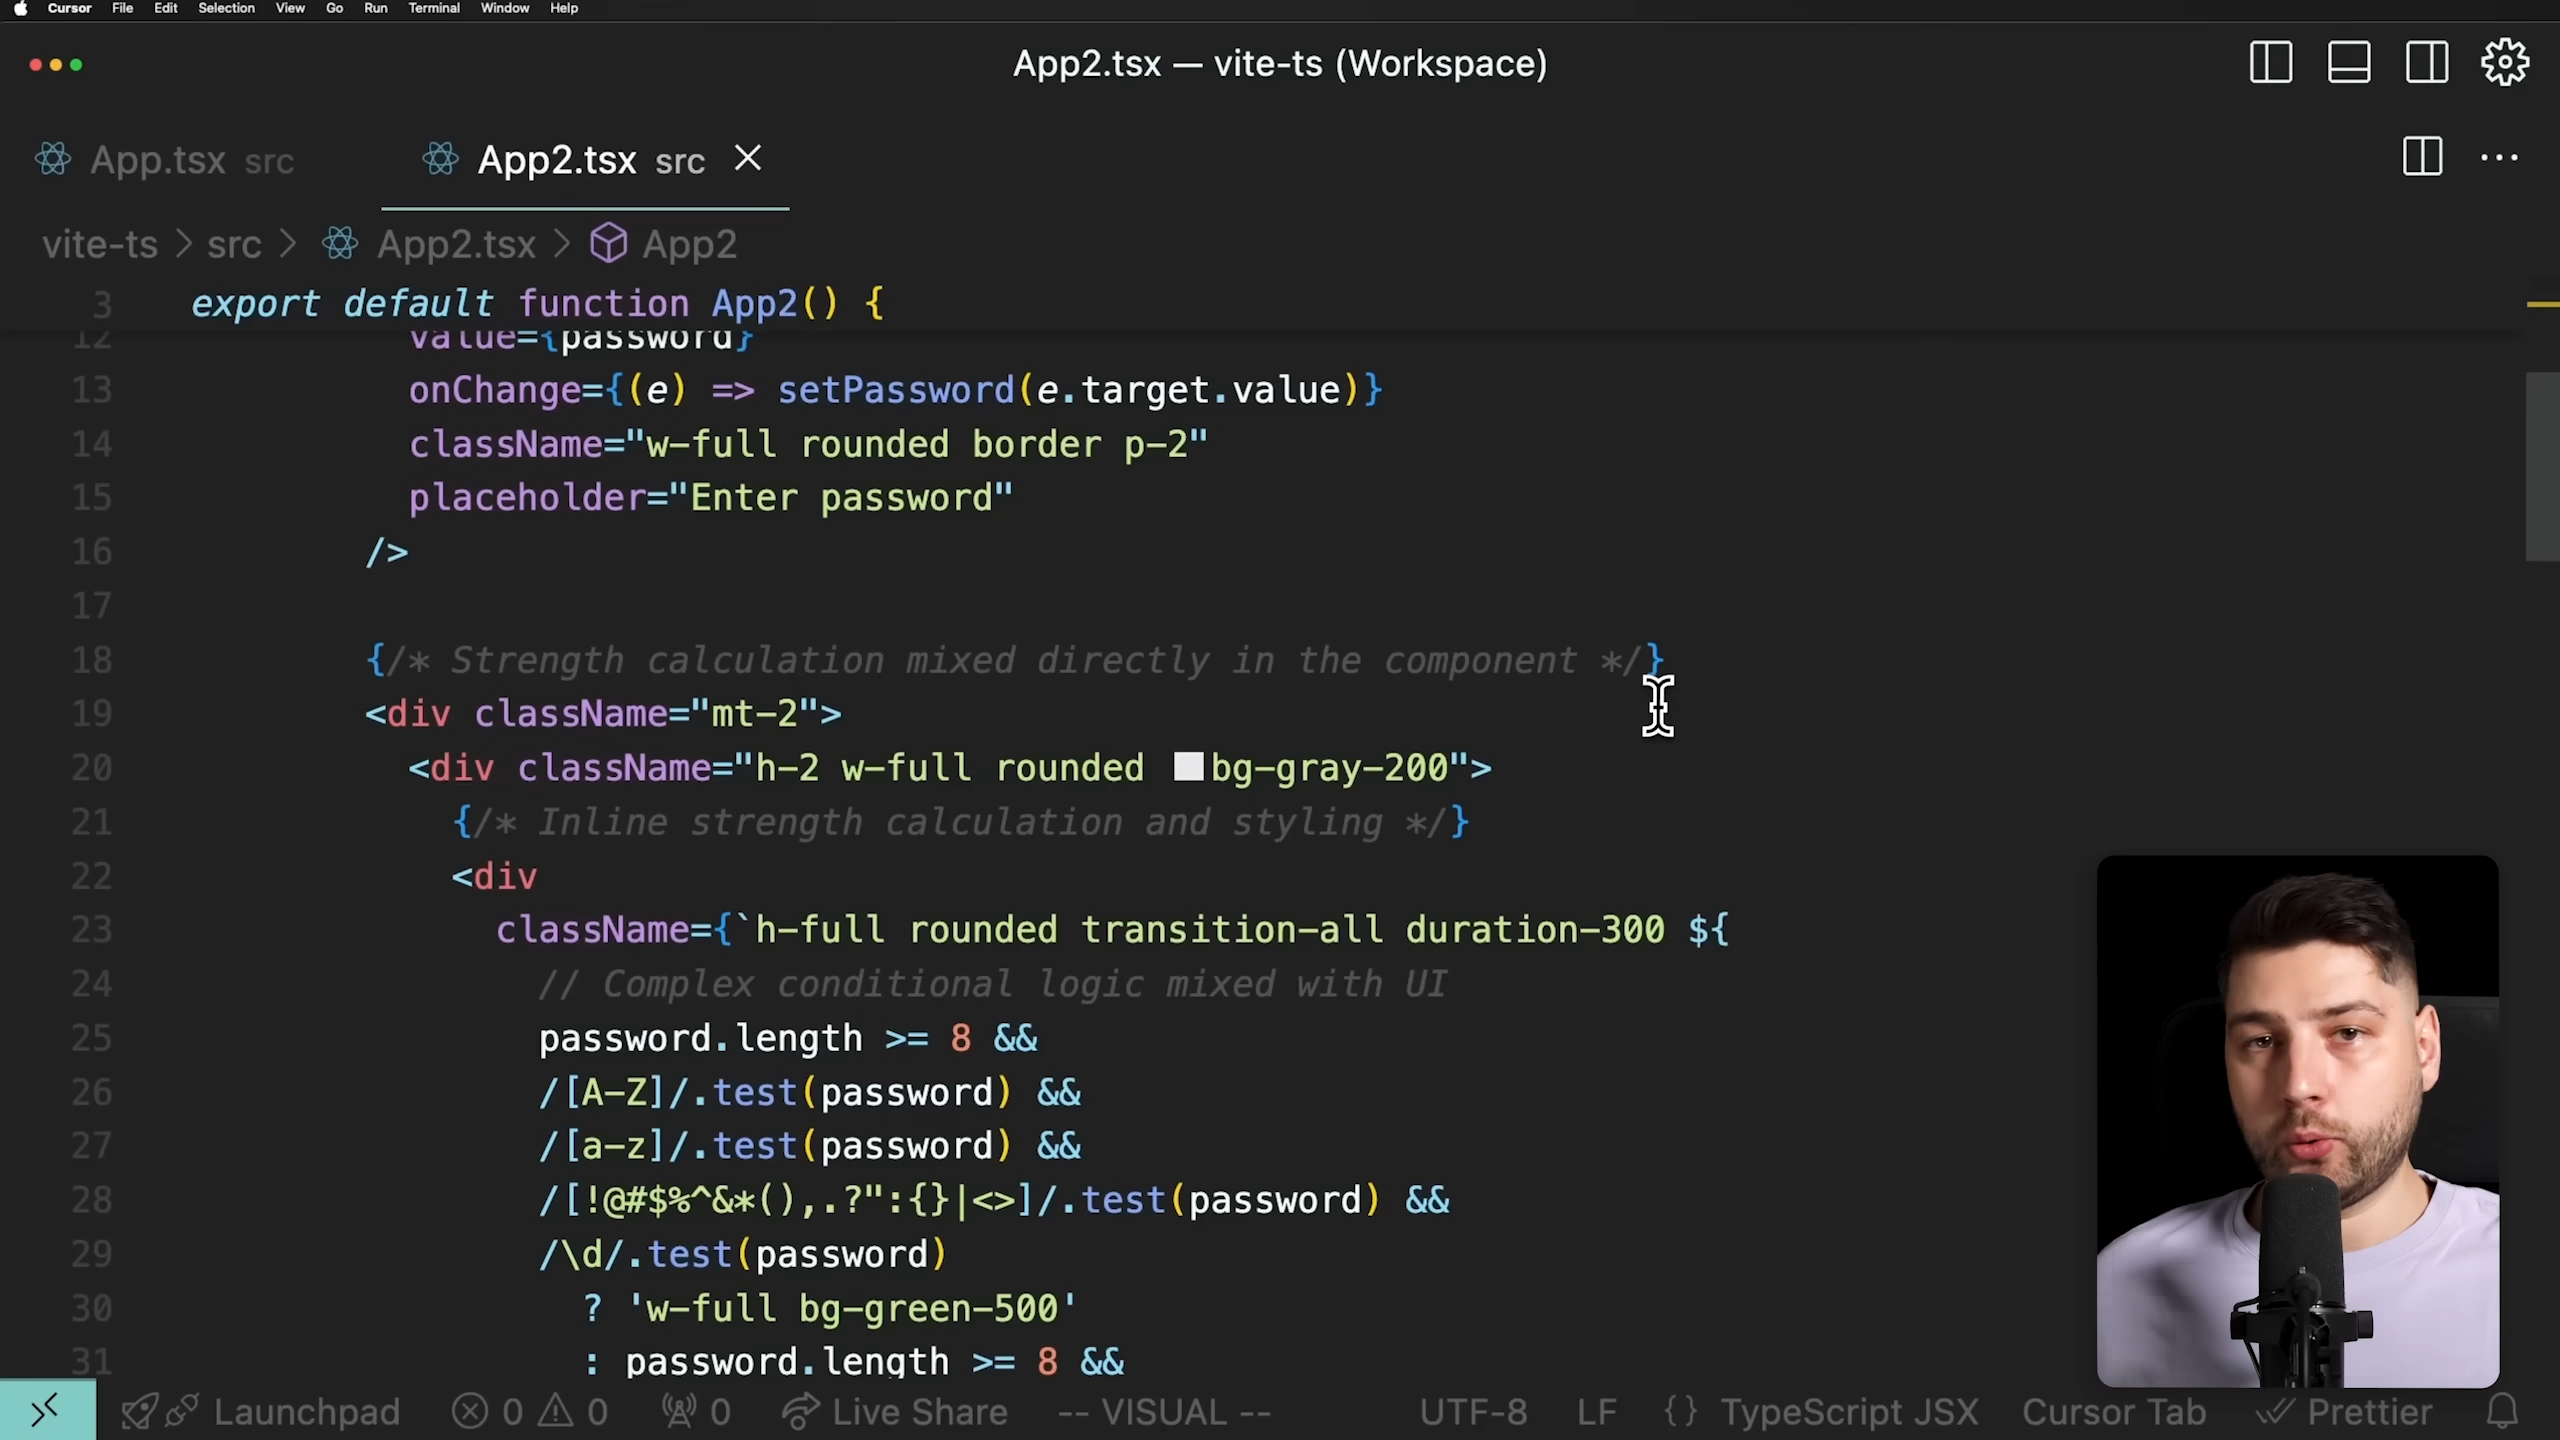 Cursor File Edit Selection View Go Run Terminal Window Help
App2.tsx — vite-ts (Workspace)
App.tsx src App2.tsx src
vite-ts > src > App2.tsx > App2
3 export default function App2() {
12 value={password}
13 onChange={(e) => setPassword(e.target.value)}
14 className="w-full rounded border p-2"
15 placeholder="Enter password"
16 />
17
18 {/* Strength calculation mixed directly in the component */}
19 <div className="mt-2">
20 <div className="h-2 w-full rounded bg-gray-200">
21 {/* Inline strength calculation and styling */}
22 <div
23 className={`h-full rounded transition-all duration-300 ${
24 // Complex conditional logic mixed with UI
25 password.length >= 8 &&
26 /[A-Z]/.test(password) &&
27 /[a-z]/.test(password) &&
28 /[!@#$%^&*(),.?":{}|<>]/.test(password) &&
29 /\d/.test(password)
30 ? 'w-full bg-green-500'
31 : password.length >= 8 &&
Launchpad 0 0 0 Live Share -- VISUAL -- UTF-8 LF {} TypeScript JSX Cursor Tab Prettier